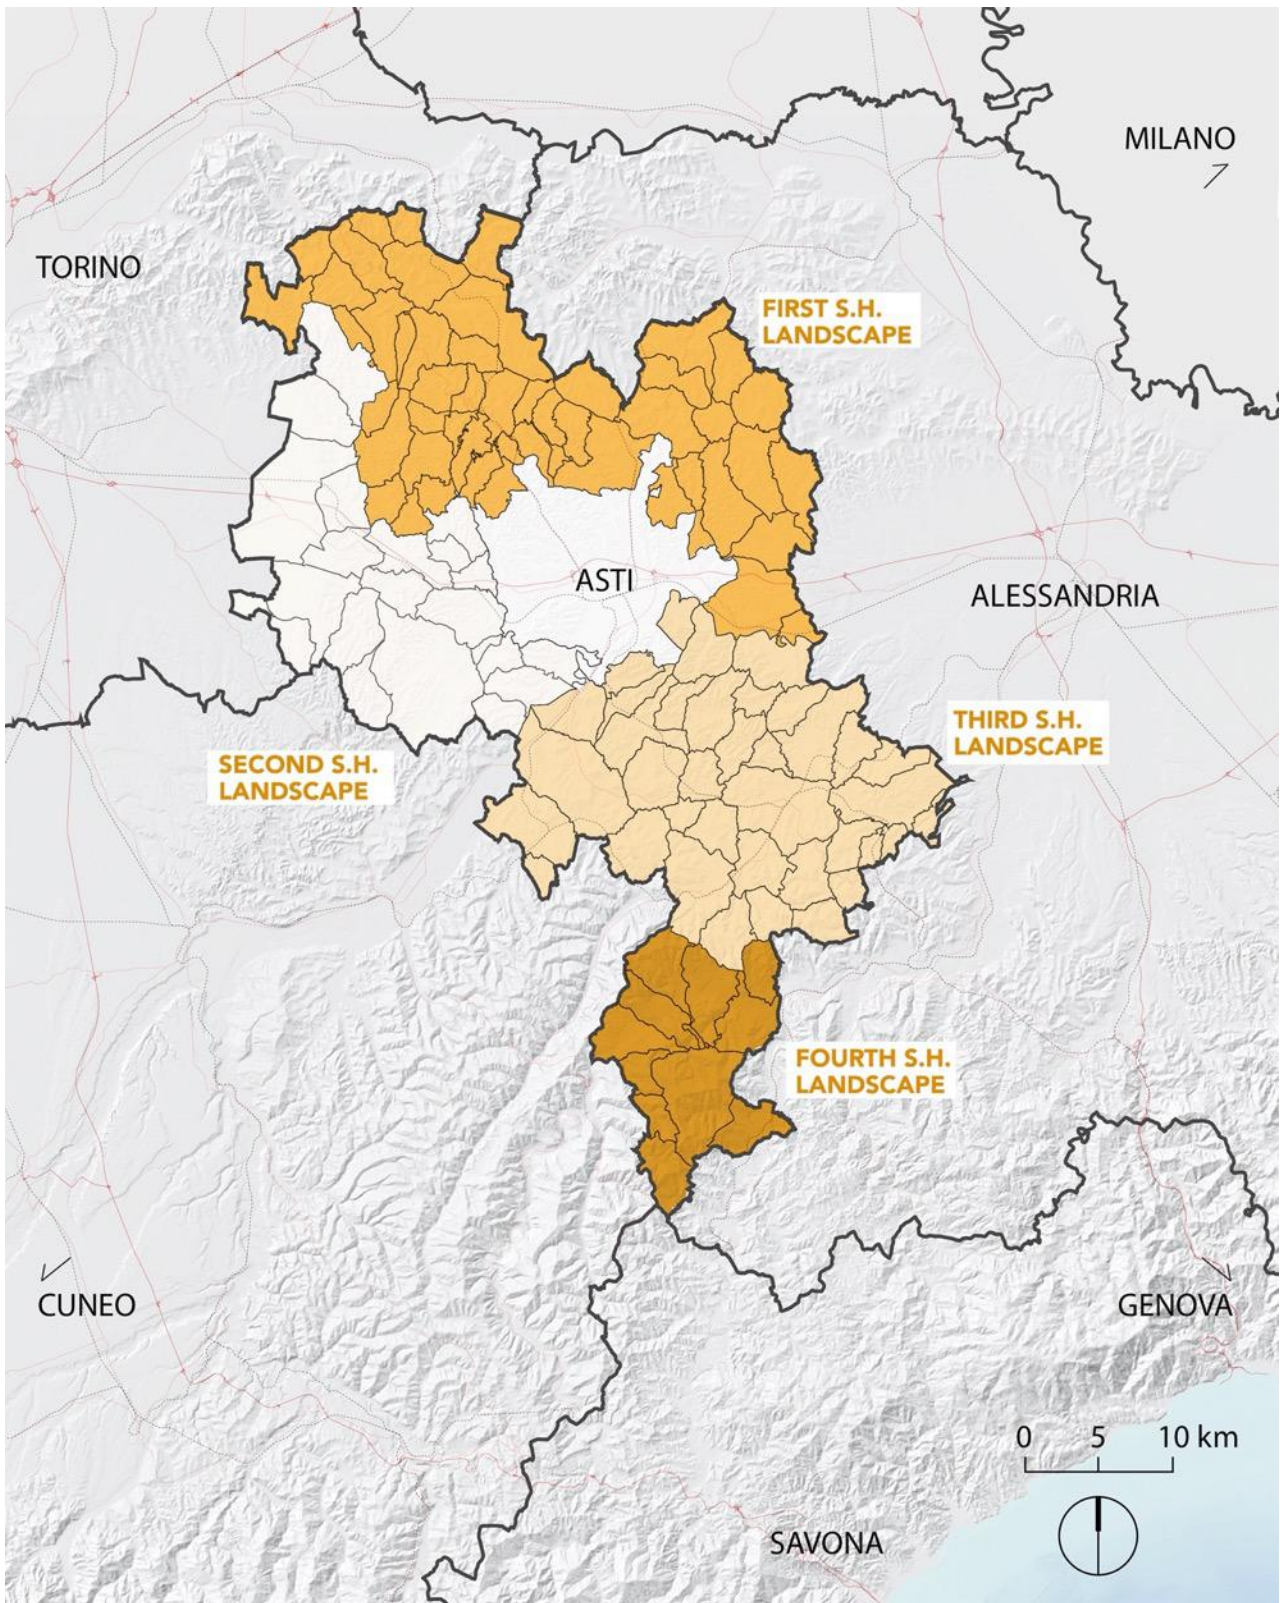 MILANO
TORINO
FIRST S.H.
LANDSCAPE
ASTI
ALESSANDRIA
THIRD S.H.
LANDSCAPE
SECOND S.H.
LANDSCAPE
FOURTH S.H.
LANDSCAPE
CUNEO
GENOVA
0 5 10 km
SAVONA